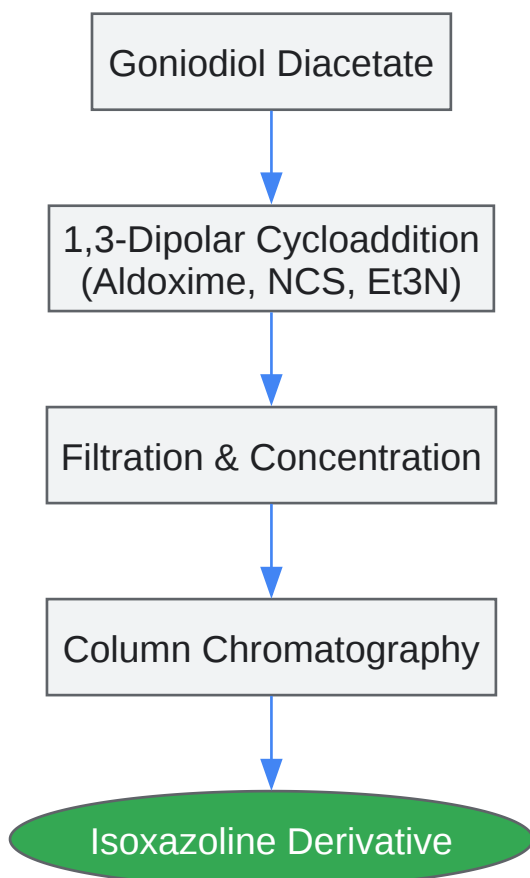 Goniodiol Diacetate
1,3-Dipolar Cycloaddition
(Aldoxime, NCS, Et3N)
Filtration & Concentration
Column Chromatography
Isoxazoline Derivative